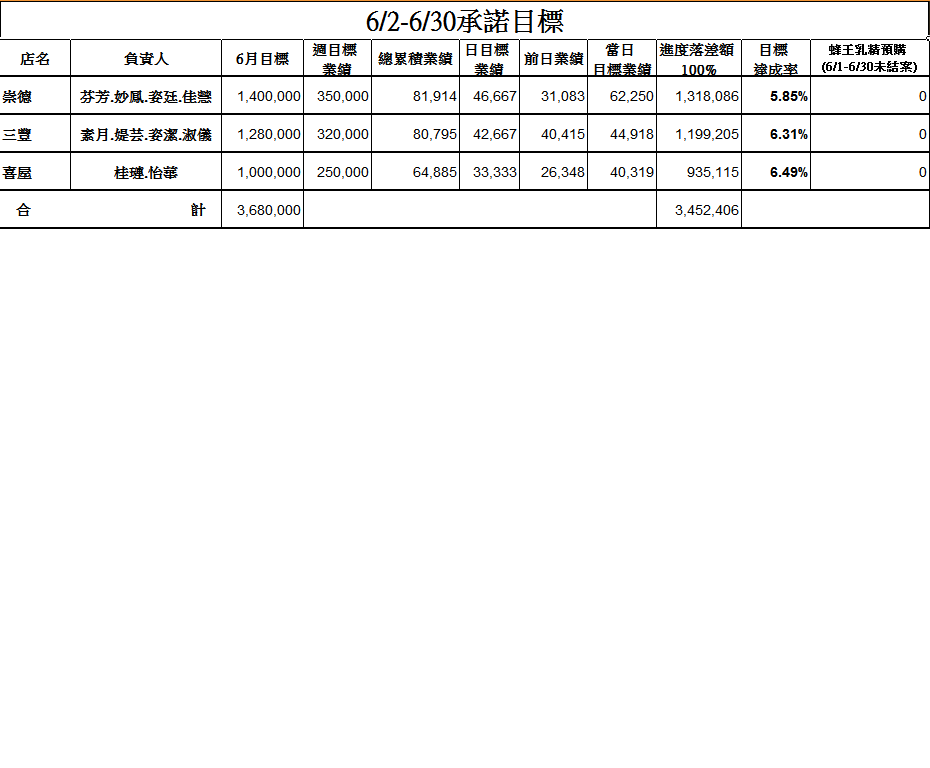 6/2-6/30承諾目標
店名 負責人 6月目標 週目標業績 總累積業績 日目標業績 前日業績 當日目標業績 進度落差額100% 目標達成率 蜂王乳精預購(6/1-6/30未結案)
崇德 芬芳.妙鳳.姿廷.佳慧 1,400,000 350,000 81,914 46,667 31,083 62,250 1,318,086 5.85% 0
三豐 素月.媞芸.姿潔.淑儀 1,280,000 320,000 80,795 42,667 40,415 44,918 1,199,205 6.31% 0
喜屋 桂璉.怡華 1,000,000 250,000 64,885 33,333 26,348 40,319 935,115 6.49% 0
合 計 3,680,000 3,452,406